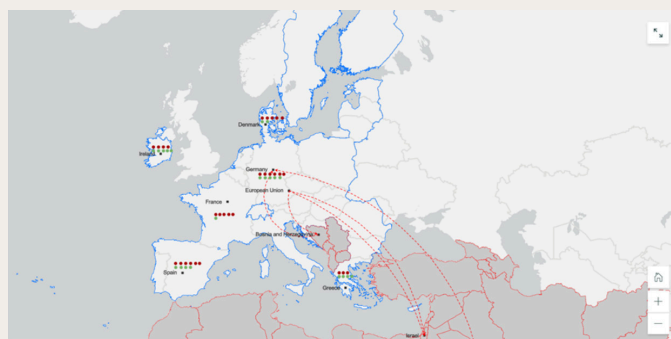 Denmark
Ireland
Germany
European Union
France
Bosnia and Herzegovina
Spain
Greece
Israel